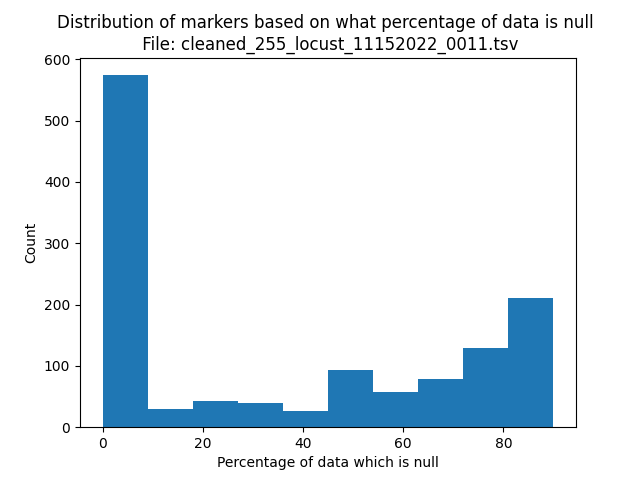 Distribution of markers based on what percentage of data is null
File: cleaned_255_locust_11152022_0011.tsv
600
500
400
300
200
100
0
Count
0 20 40 60 80
Percentage of data which is null